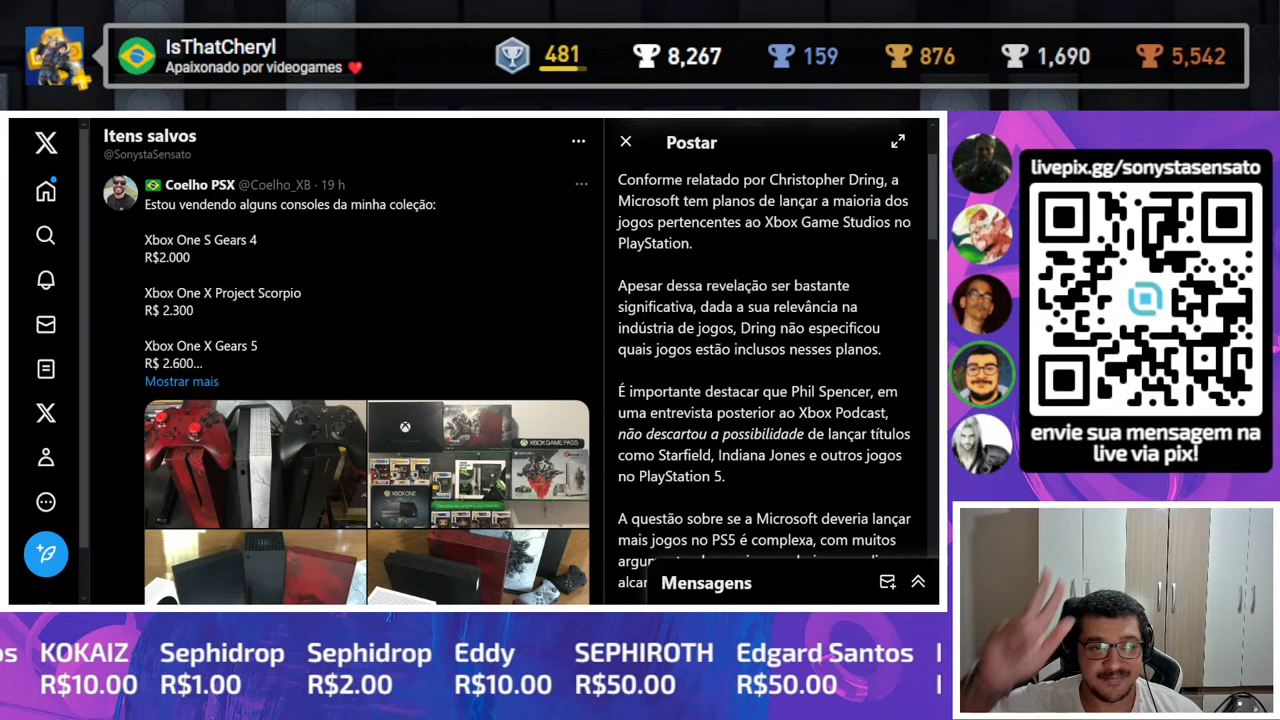 IsThatCheryl
Apaixonado por videogames ❤
481
8,267
159
876
1,690
5,542
Itens salvos
@SonystaSensato
Coelho PSX @Coelho_XB · 19 h
Estou vendendo alguns consoles da minha coleção:
Xbox One S Gears 4
R$2.000
Xbox One X Project Scorpio
R$ 2.300
Xbox One X Gears 5
R$ 2.600...
Mostrar mais
XBOX GAME PASS
XBOX ONE
Postar
Conforme relatado por Christopher Dring, a
Microsoft tem planos de lançar a maioria dos
jogos pertencentes ao Xbox Game Studios no
PlayStation.
Apesar dessa revelação ser bastante
significativa, dada a sua relevância na
indústria de jogos, Dring não especificou
quais jogos estão inclusos nesses planos.
É importante destacar que Phil Spencer, em
uma entrevista posterior ao Xbox Podcast,
não descartou a possibilidade de lançar títulos
como Starfield, Indiana Jones e outros jogos
no PlayStation 5.
A questão sobre se a Microsoft deveria lançar
mais jogos no PS5 é complexa, com muitos
Mensagens
livepix.gg/sonystasensato
envie sua mensagem na
live via pix!
os KOKAIZ Sephidrop Sephidrop Eddy SEPHIROTH Edgard Santos
R$10.00 R$1.00 R$2.00 R$10.00 R$50.00 R$50.00